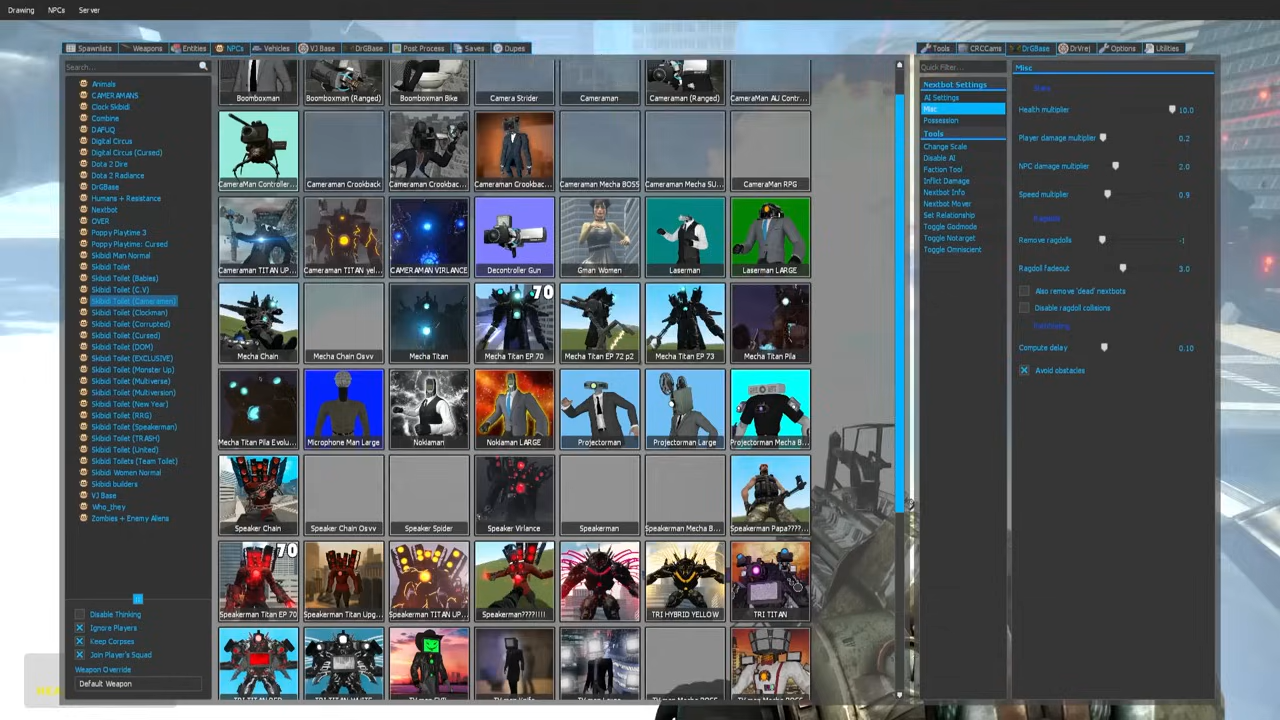 Drawing NPCs Server
Spawnlists Weapons Entities NPCs Vehicles VJ Base DrGBase Post Process Saves Dupes
Tools CRCCams DrGBase DrVrej Options Utilities
Search...
Animals
CAMERAMANS
Clock Skibidi
Combine
DAFUQ
Digital Circus
Digital Circus (Cursed)
Dota 2 Dire
Dota 2 Radiance
DrGBase
Humans + Resistance
Nextbot
OVER
Poppy Playtime 3
Poppy Playtime: Cursed
Skibidi Man Normal
Skibidi Toilet
Skibidi Toilet (Babies)
Skibidi Toilet (C.V)
Skibidi Toilet (Cameramen)
Skibidi Toilet (Clockman)
Skibidi Toilet (Corrupted)
Skibidi Toilet (Cursed)
Skibidi Toilet (DOM)
Skibidi Toilet (EXCLUSIVE)
Skibidi Toilet (Monster Up)
Skibidi Toilet (Multiverse)
Skibidi Toilet (Multiversion)
Skibidi Toilet (New Year)
Skibidi Toilet (RRG)
Skibidi Toilet (Speakerman)
Skibidi Toilet (TRASH)
Skibidi Toilet (United)
Skibidi Toilets (Team Toilet)
Skibidi Women Normal
Skibidi builders
VJ Base
Who_they
Zombies + Enemy Aliens
Disable Thinking
Ignore Players
Keep Corpses
Join Player's Squad
Weapon Override
Default Weapon
Boomboxman Boomboxman (Ranged) Boomboxman Bike Camera Strider Cameraman Cameraman (Ranged) CameraMan ALI Contr...
CameraMan Controller... Cameraman Crookback Cameraman Crookbac... Cameraman Crookbac... Cameraman Mecha BOSS Cameraman Mecha SU... CameraMan RPG
Cameraman TITAN UP... Cameraman TITAN yel... CAMERAMAN VIRLANCE Decontroller Gun Gman Women Laserman Laserman LARGE
70
Mecha Chain Mecha Chain Osvv Mecha Titan Mecha Titan EP 70 Mecha Titan EP 72 p2 Mecha Titan EP 73 Mecha Titan Pila
Mecha Titan Pila Evolu... Microphone Man Large Nokiaman Nokiaman LARGE Projectorman Projectorman Large Projectorman Mecha B...
Speaker Chain Speaker Chain Osvv Speaker Spider Speaker Virlance Speakerman Speakerman Mecha B... Speakerman Papa????...
70
Speakerman Titan EP 70 Speakerman Titan Upg... Speakerman TITAN UP... Speakerman????!!!! TRI HYBRID YELLOW TRI TITAN
Quick Filter...
Nextbot Settings
AI Settings
Misc
Possession
Tools
Change Scale
Disable AI
Faction Tool
Inflict Damage
Nextbot Info
Nextbot Mover
Set Relationship
Toggle Godmode
Toggle Notarget
Toggle Omniscient
Misc
Stats
Health multiplier 10.0
Player damage multiplier 0.2
NPC damage multiplier 2.0
Speed multiplier 0.9
Ragdolls
Remove ragdolls -1
Ragdoll fadeout 3.0
Also remove 'dead' nextbots
Disable ragdoll collisions
Pathfinding
Compute delay 0.10
Avoid obstacles